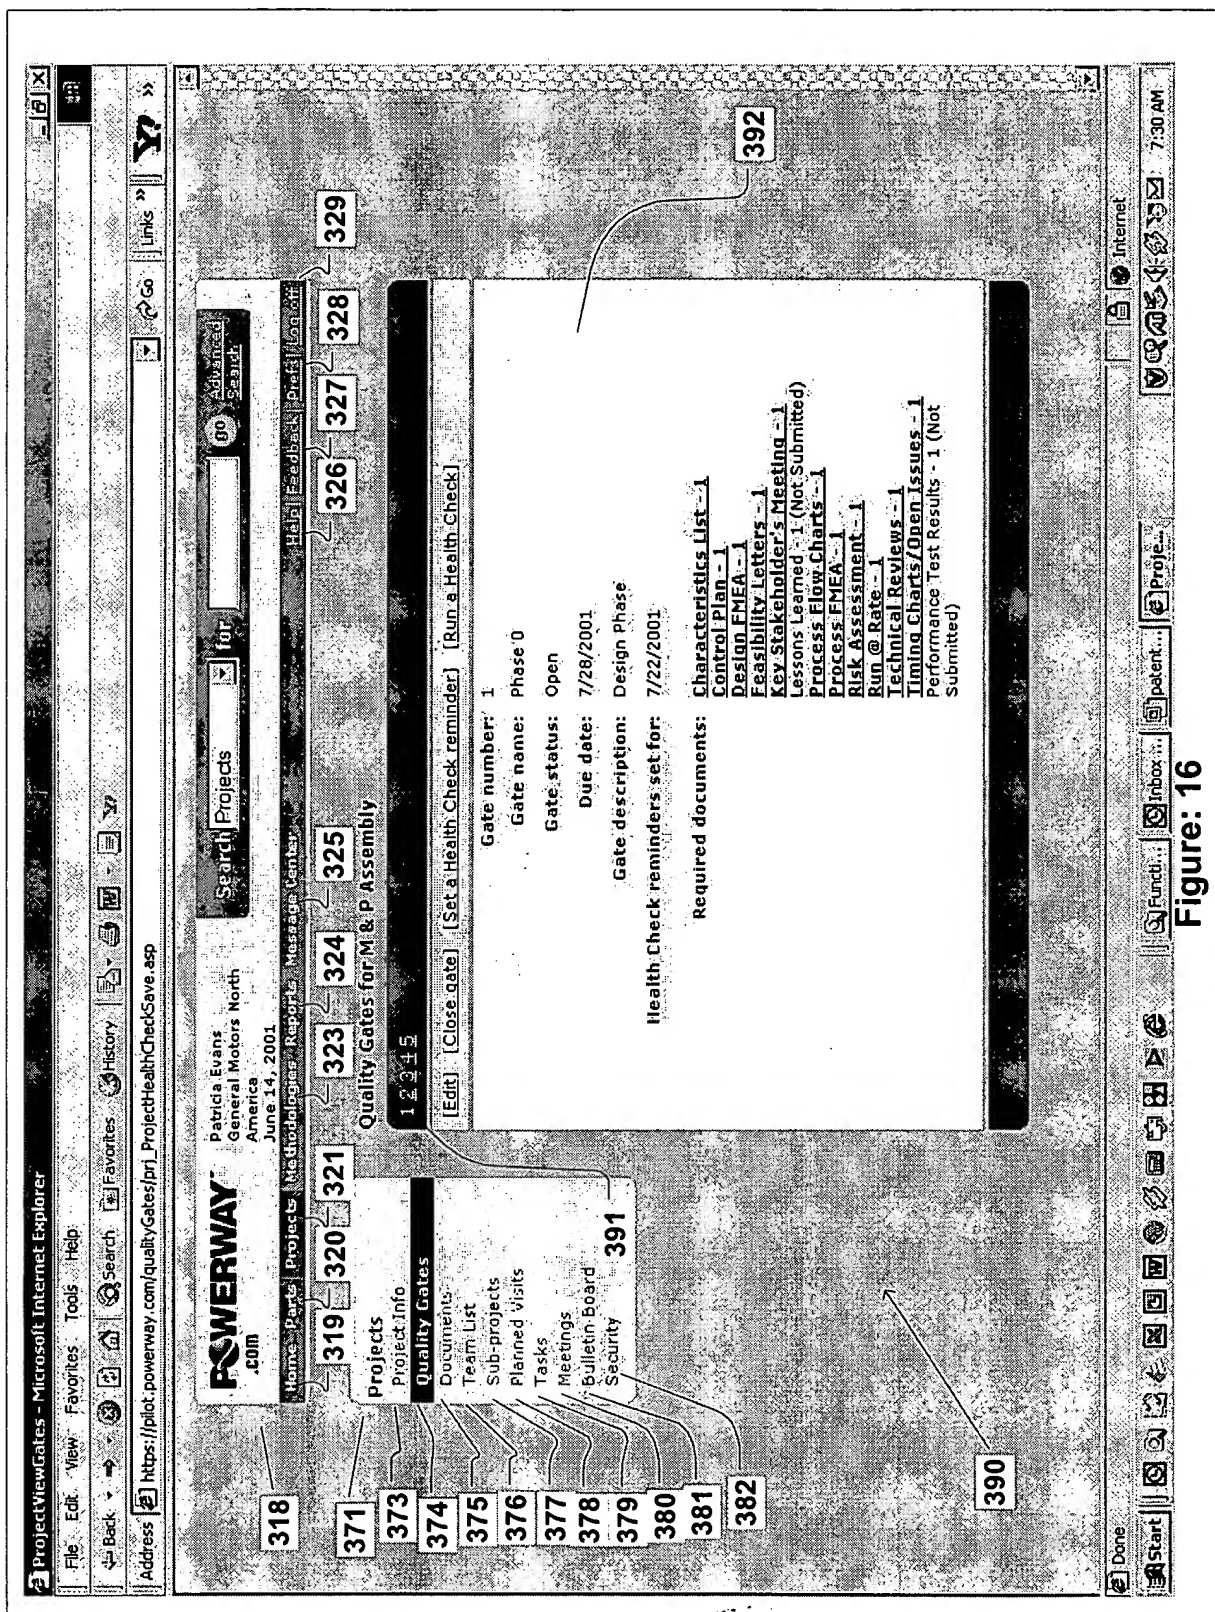 ProjectViewGates - Microsoft Internet Explorer
File Edit View Favorites Tools Help
Back Search Favorites History
Address https://pilot.powerway.com/qualityGates/prj_ProjectHealthCheckSave.asp Go Links »
POWERWAY
.com
Patricia Evans
General Motors North
America
June 14, 2001
Search Projects for go Advanced
Search
Home Parts Projects Methodologies Reports Message Center Help Feedback Prefs Log off
318
319 320 321 323 324 325 326 327 328 329
Quality Gates for M & P Assembly
371
Projects
373
Project Info
374
Quality Gates
375
Documents
376
Team List
377
Sub-projects
378
Planned Visits
379
Tasks
380
Meetings
381
Bulletin Board
382
Security
391
1 2 3 4 5
[Edit] [Close gate] [Set a Health Check reminder] [Run a Health Check]
392
Gate number: 1
Gate name: Phase 0
Gate status: Open
Due date: 7/28/2001
Gate description: Design Phase
Health Check reminders set for: 7/22/2001
Required documents: Characteristics List - 1
Control Plan - 1
Design FMEA - 1
Feasibility Letters - 1
Key Stakeholder's Meeting - 1
Lessons Learned - 1 (Not Submitted)
Process Flow Charts - 1
Process FMEA - 1
Risk Assessment - 1
Run @ Rate - 1
Technical Reviews - 1
Timing Charts/Open Issues - 1
Performance Test Results - 1 (Not
Submitted)
390
Done Internet
Start Functi... Inbox ... patent... Proje... 7:30 AM
Figure: 16